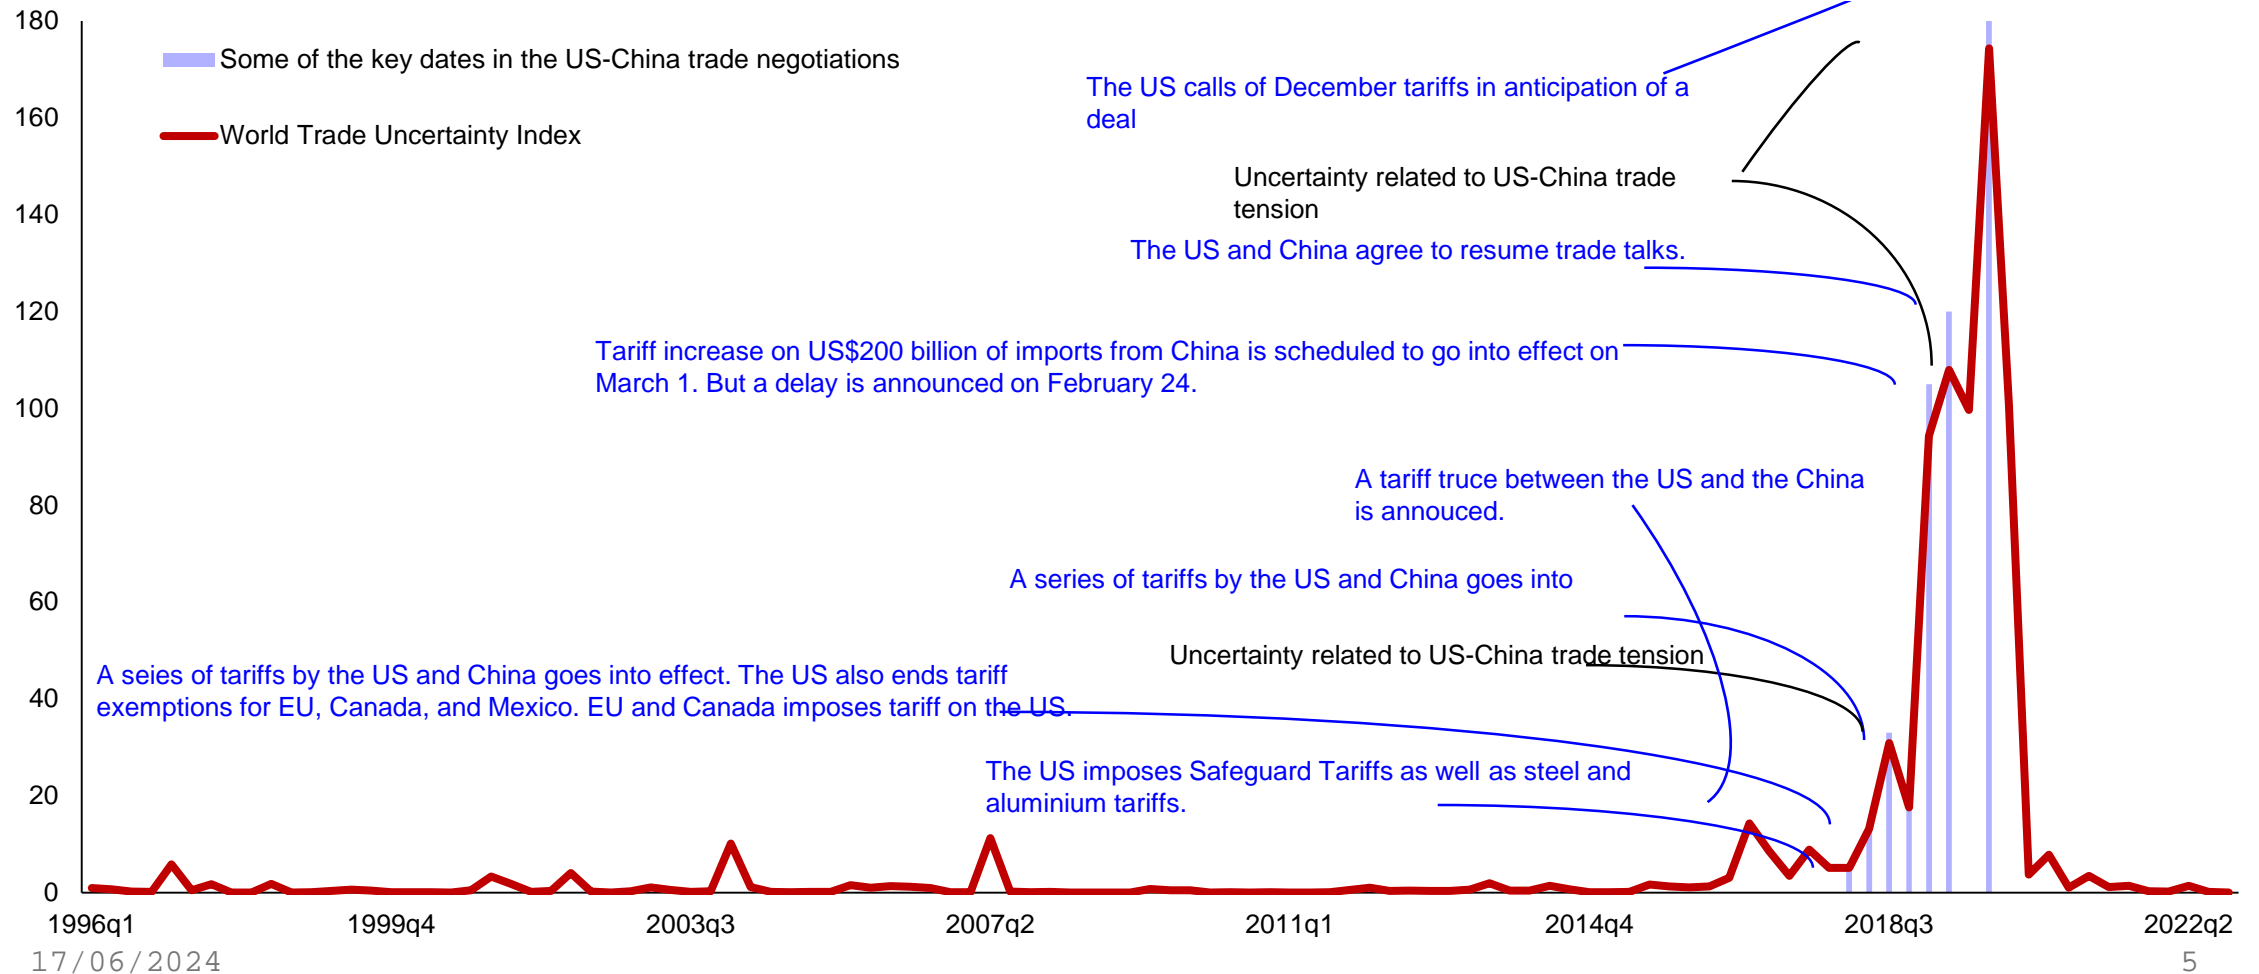 180
160
140
120
100
80
60
40
20
0
Some of the key dates in the US-China trade negotiations
World Trade Uncertainty Index
The US calls of December tariffs in anticipation of a
deal
Uncertainty related to US-China trade
tension
The US and China agree to resume trade talks.
Tariff increase on US$200 billion of imports from China is scheduled to go into effect on
March 1. But a delay is announced on February 24.
A tariff truce between the US and the China
is annouced.
A series of tariffs by the US and China goes into
Uncertainty related to US-China trade tension
A seies of tariffs by the US and China goes into effect. The US also ends tariff
exemptions for EU, Canada, and Mexico. EU and Canada imposes tariff on the US.
The US imposes Safeguard Tariffs as well as steel and
aluminium tariffs.
1996q1 1999q4 2003q3 2007q2 2011q1 2014q4 2018q3 2022q2
17/06/2024
5